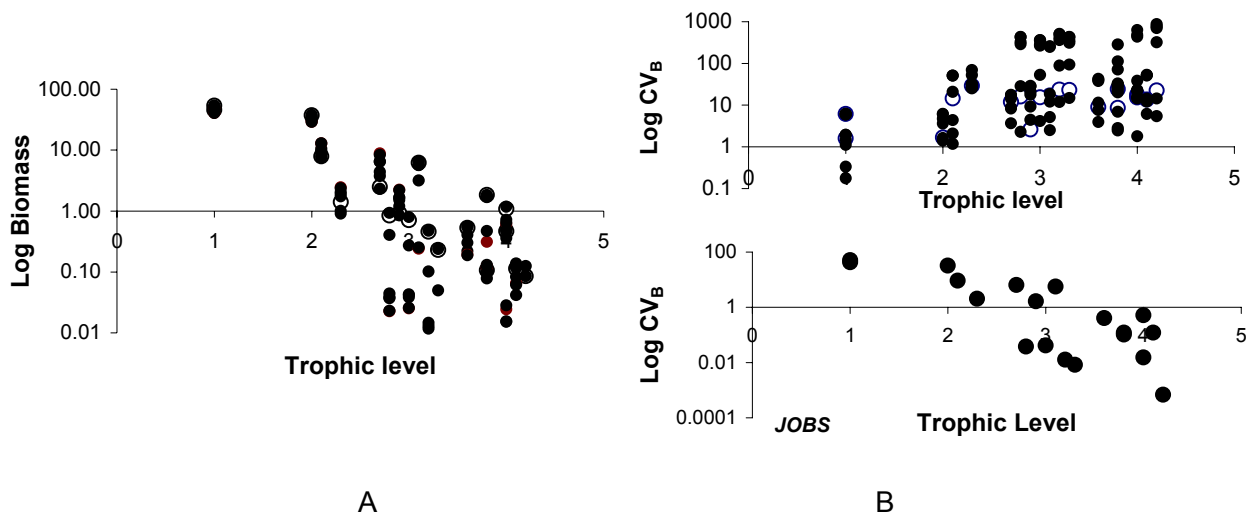 100.00
10.00
1.00
0.10
0.01
0 1 2 3 4 5
Log Biomass
Trophic level
A
1000
100
10
1
0.1
0 1 2 3 4 5
Log CV_B
Trophic level
100
1
0.01
0.0001
0 1 2 3 4 5
Log CV_B
JOBS
Trophic Level
B